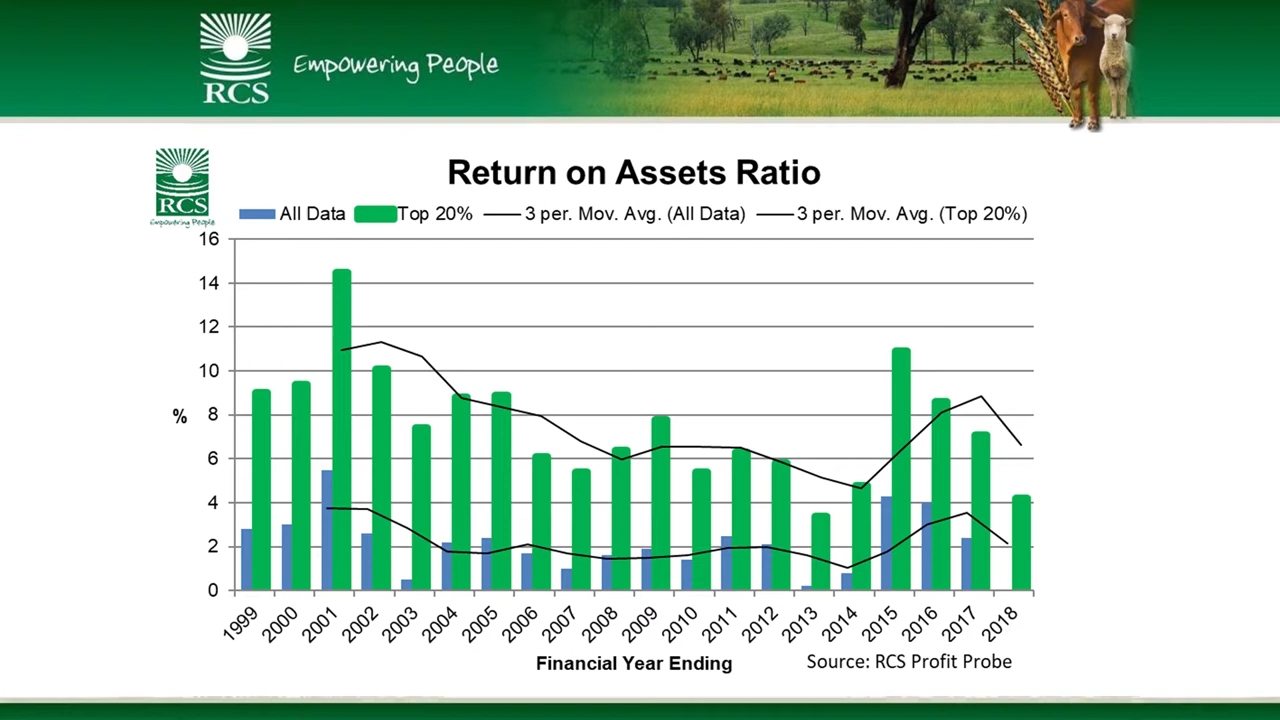 RCS
Empowering People
RCS
Empowering People
Return on Assets Ratio
All Data Top 20% 3 per. Mov. Avg. (All Data) 3 per. Mov. Avg. (Top 20%)
16
14
12
10
8
6
4
2
0
%
1999 2000 2001 2002 2003 2004 2005 2006 2007 2008 2009 2010 2011 2012 2013 2014 2015 2016 2017 2018
Financial Year Ending
Source: RCS Profit Probe